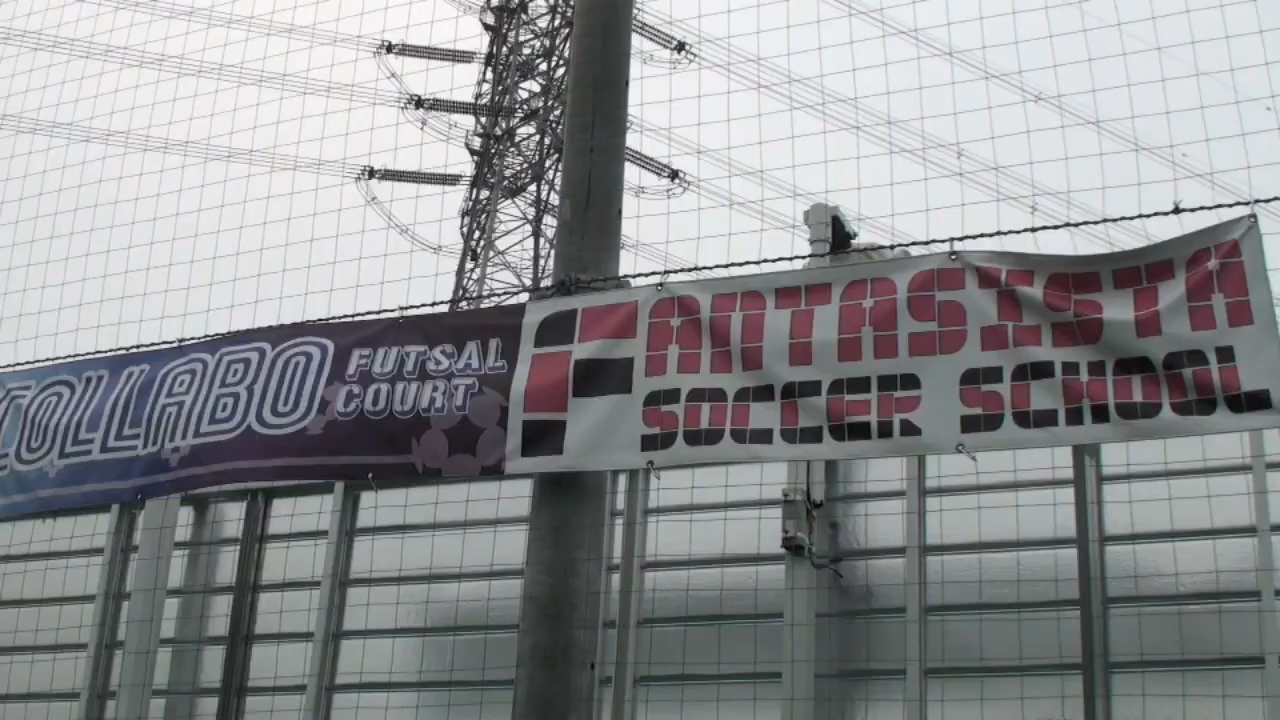 COLLABO
FUTSAL
COURT
FANTASISTA
SOCCER SCHOOL